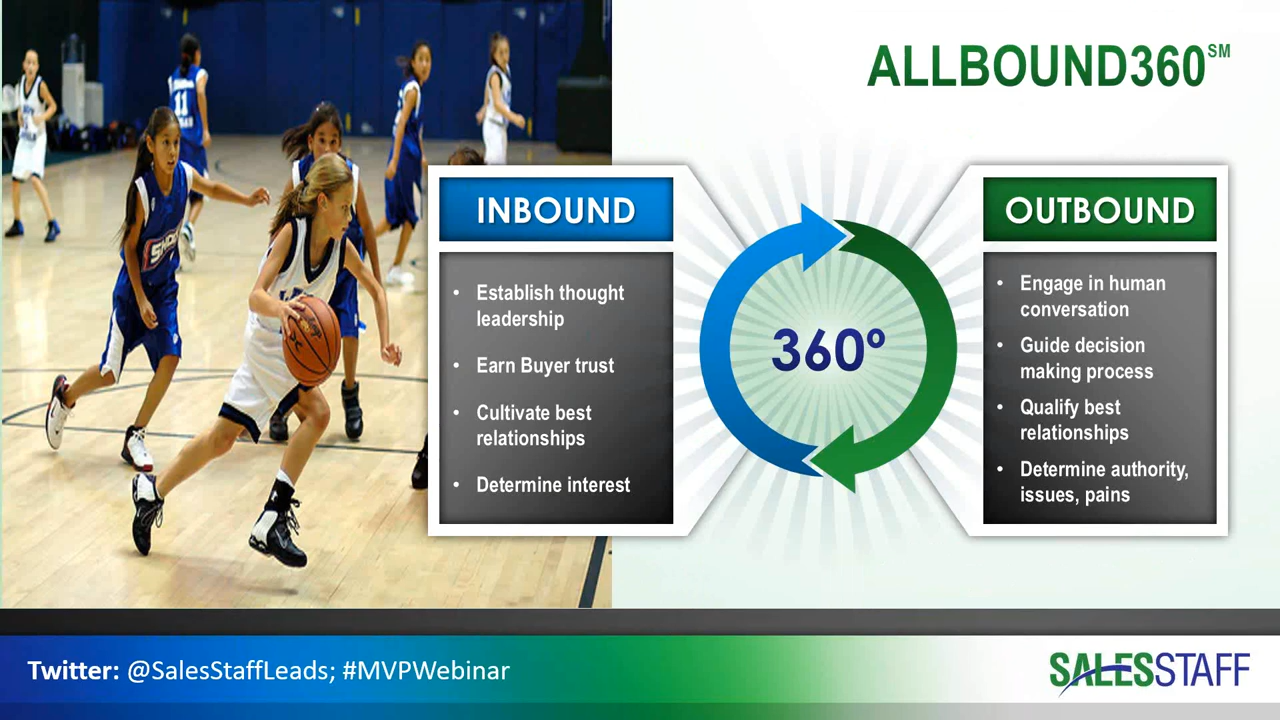 ALLBOUND360SM
INBOUND
• Establish thought
leadership
• Earn Buyer trust
• Cultivate best
relationships
• Determine interest
360º
OUTBOUND
• Engage in human
conversation
• Guide decision
making process
• Qualify best
relationships
• Determine authority,
issues, pains
11
Twitter: @SalesStaffLeads; #MVPWebinar
SALESSTAFF